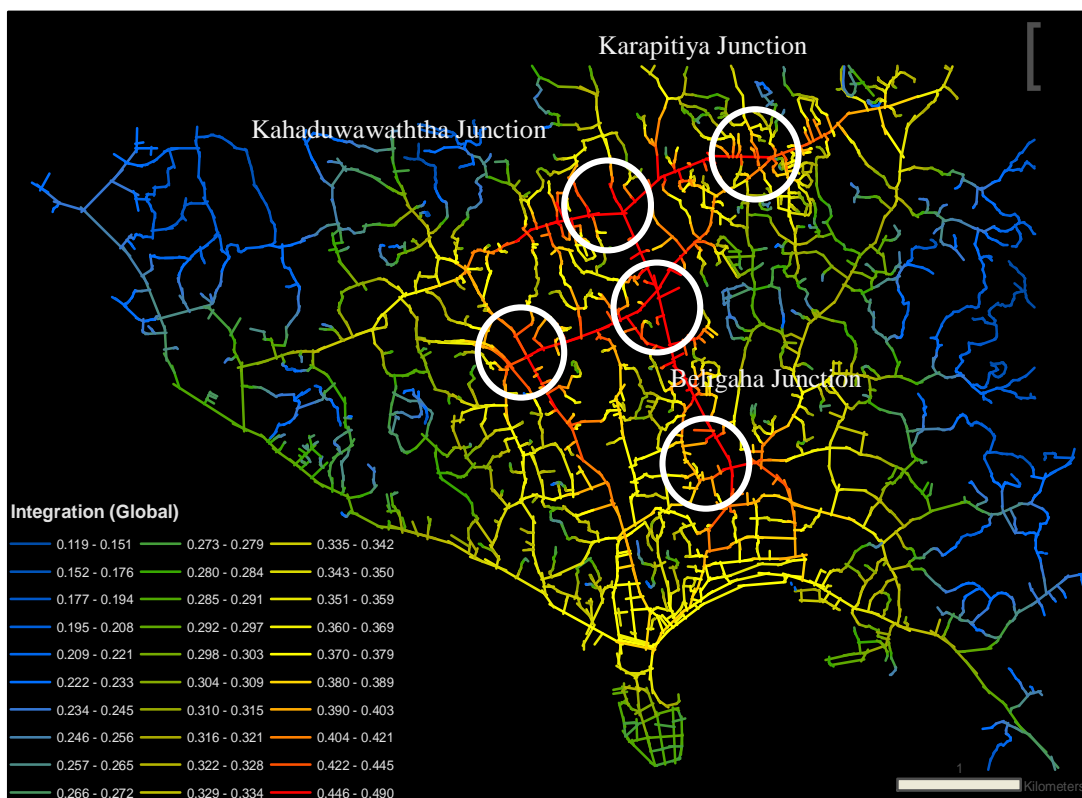 Karapitiya Junction
Kahaduwawaththa Junction
Beligaha Junction
Integration (Global)
0.119 - 0.151 0.273 - 0.279 0.335 - 0.342
0.152 - 0.176 0.280 - 0.284 0.343 - 0.350
0.177 - 0.194 0.285 - 0.291 0.351 - 0.359
0.195 - 0.208 0.292 - 0.297 0.360 - 0.369
0.209 - 0.221 0.298 - 0.303 0.370 - 0.379
0.222 - 0.233 0.304 - 0.309 0.380 - 0.389
0.234 - 0.245 0.310 - 0.315 0.390 - 0.403
0.246 - 0.256 0.316 - 0.321 0.404 - 0.421
0.257 - 0.265 0.322 - 0.328 0.422 - 0.445
0.266 - 0.272 0.329 - 0.334 0.446 - 0.490
1
Kilometers